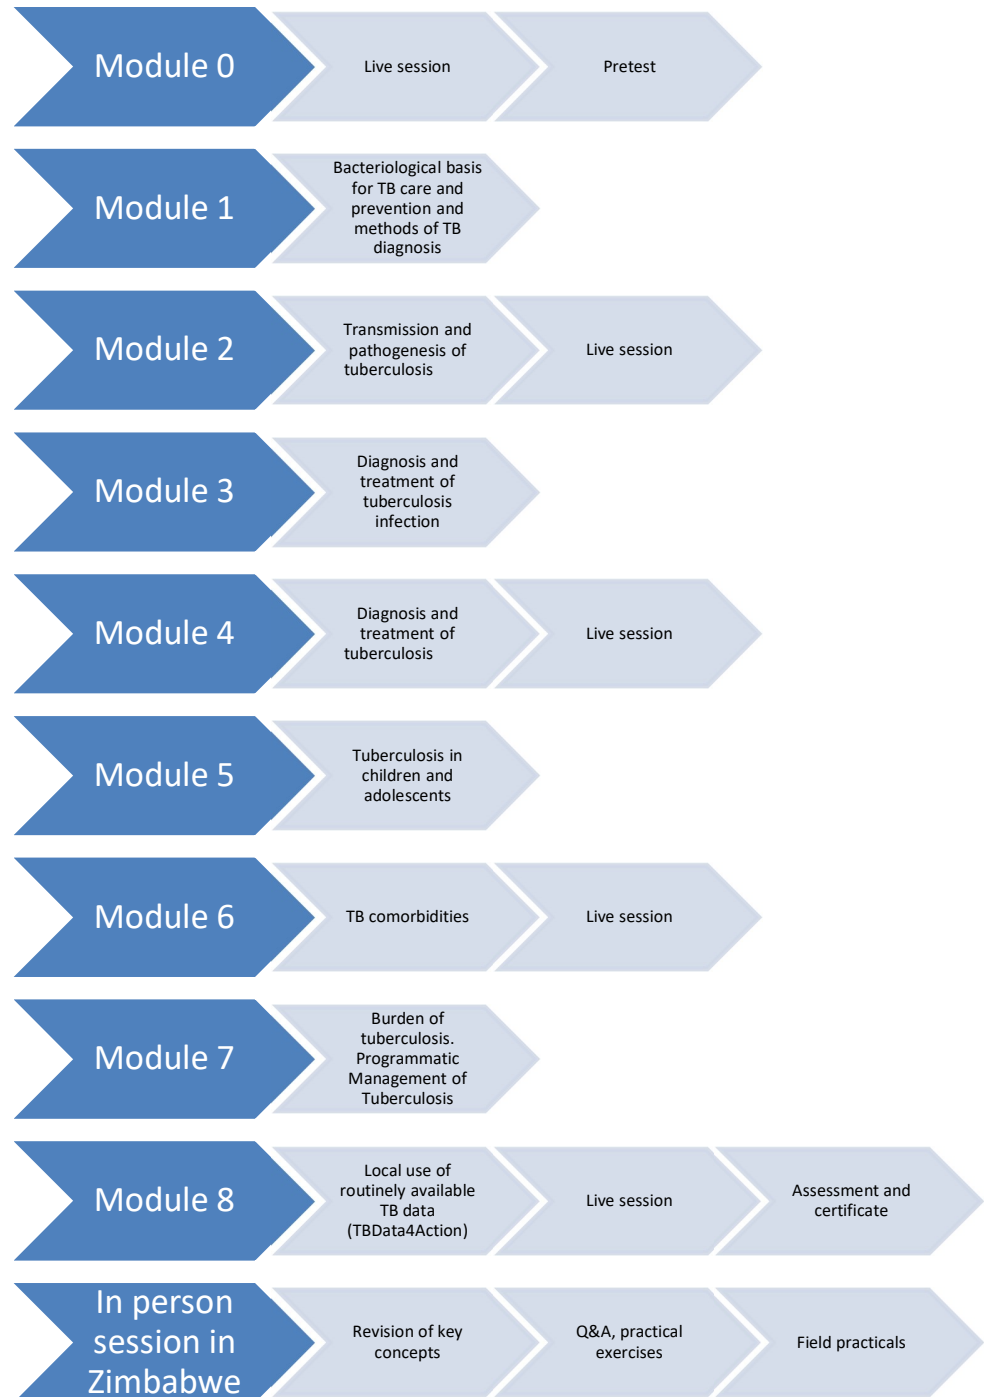 Module 0
Live session
Pretest
Module 1
Bacteriological basis
for TB care and
prevention and
methods of TB
diagnosis
Module 2
Transmission and
pathogenesis of
tuberculosis
Live session
Module 3
Diagnosis and
treatment of
tuberculosis
infection
Module 4
Diagnosis and
treatment of
tuberculosis
Live session
Module 5
Tuberculosis in
children and
adolescents
Module 6
TB comorbidities
Live session
Module 7
Burden of
tuberculosis.
Programmatic
Management of
Tuberculosis
Module 8
Local use of
routinely available
TB data
(TBData4Action)
Live session
Assessment and
certificate
In person
session in
Zimbabwe
Revision of key
concepts
Q&A, practical
exercises
Field practicals